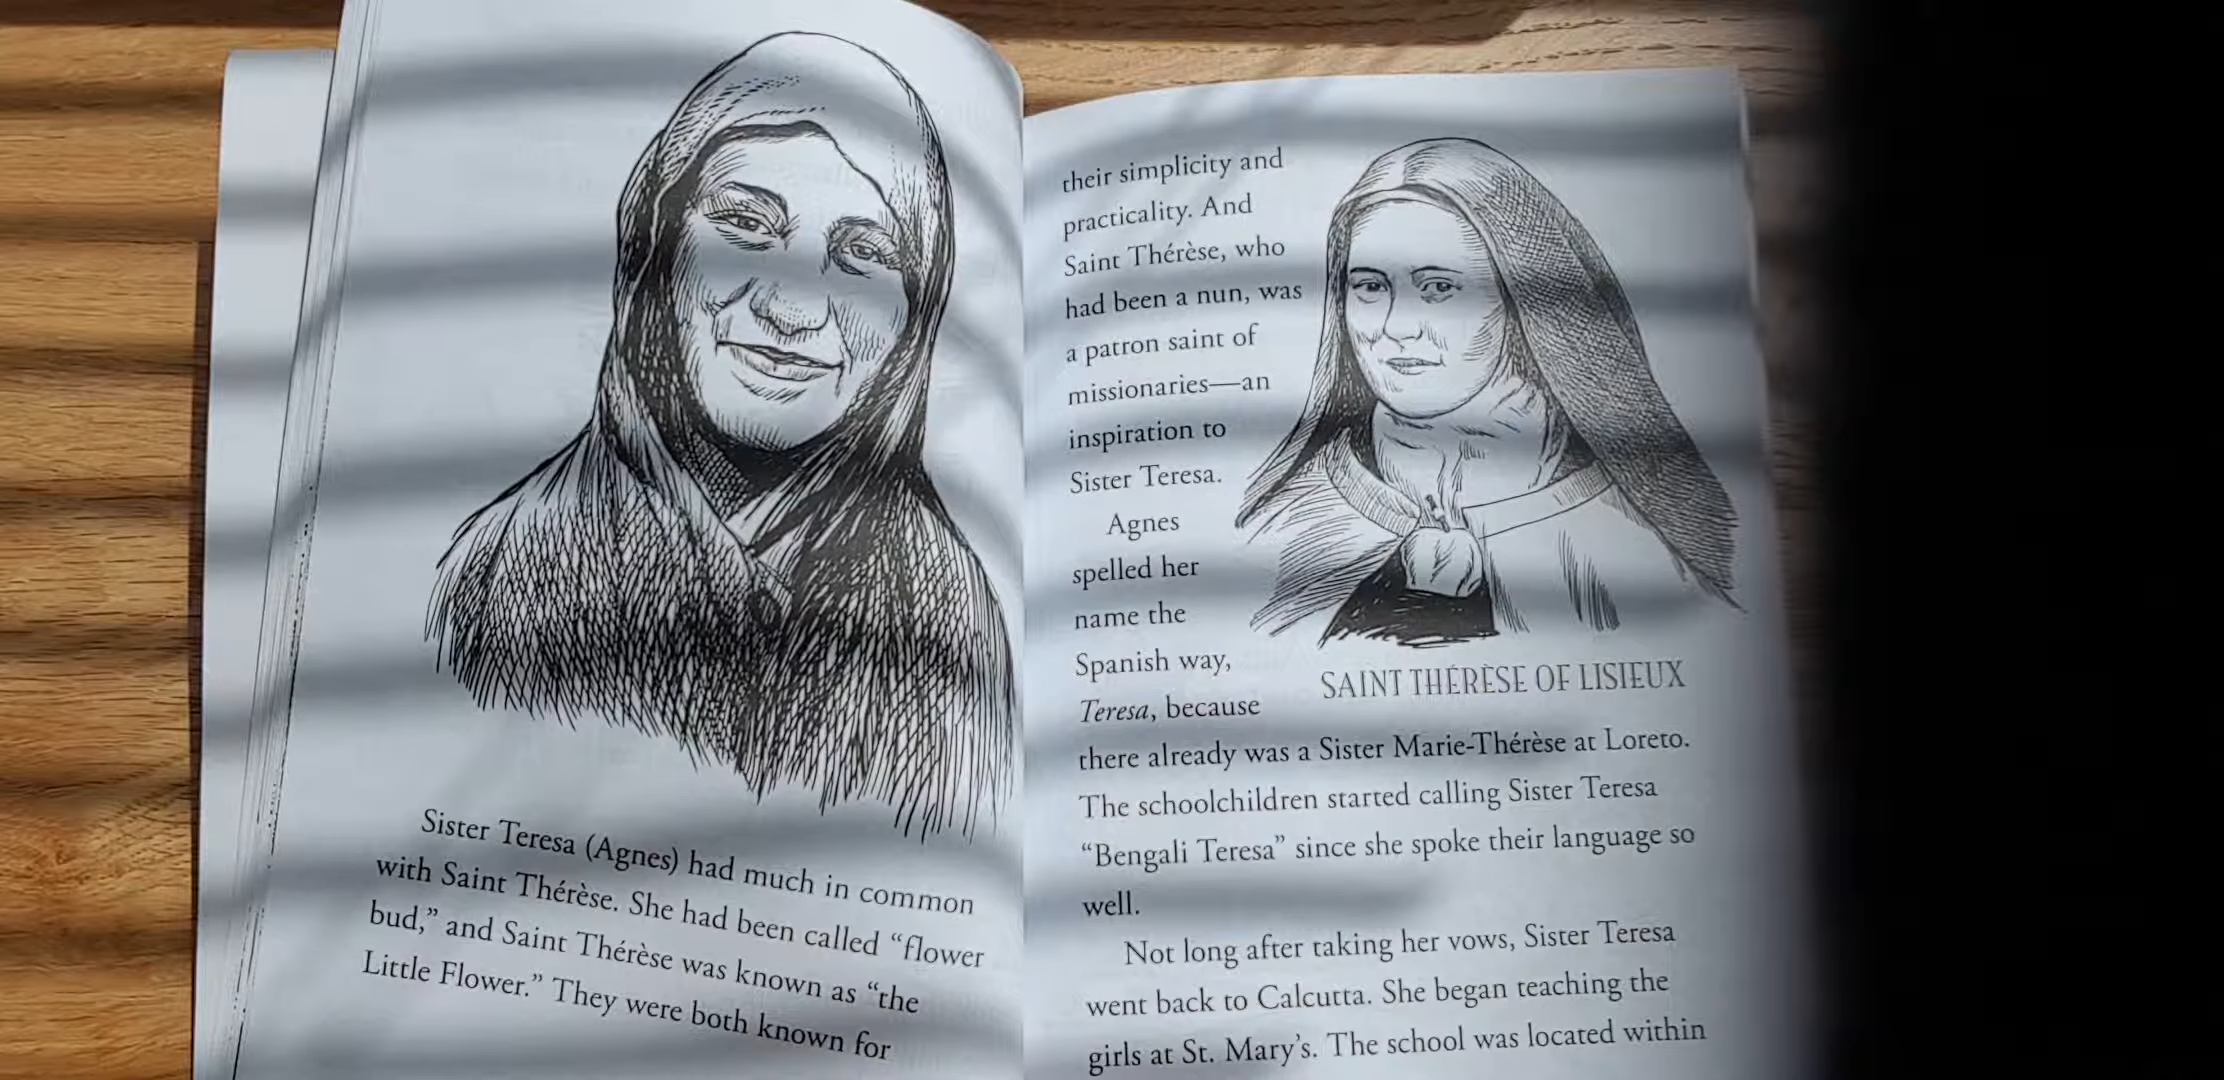 Sister Teresa (Agnes) had much in common
with Saint Thérèse. She had been called “flower
bud,” and Saint Thérèse was known as “the
Little Flower.” They were both known for
their simplicity and
practicality. And
Saint Thérèse, who
had been a nun, was
a patron saint of
missionaries—an
inspiration to
Sister Teresa.
Agnes
spelled her
name the
Spanish way,
Teresa, because
SAINT THÉRÈSE OF LISIEUX
there already was a Sister Marie-Thérèse at Loreto.
The schoolchildren started calling Sister Teresa
“Bengali Teresa” since she spoke their language so
well.
Not long after taking her vows, Sister Teresa
went back to Calcutta. She began teaching the
girls at St. Mary’s. The school was located within